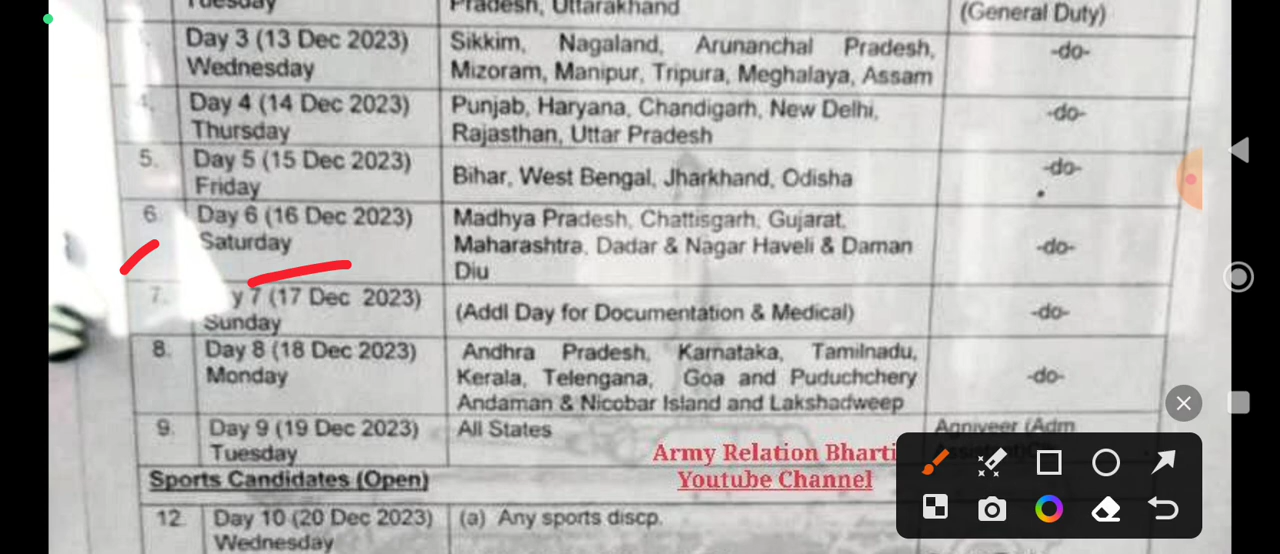 Tuesday
Pradesh, Uttarakhand
(General Duty)
Day 3 (13 Dec 2023)
Wednesday
Sikkim, Nagaland, Arunanchal Pradesh,
Mizoram, Manipur, Tripura, Meghalaya, Assam
-do-
4.
Day 4 (14 Dec 2023)
Thursday
Punjab, Haryana, Chandigarh, New Delhi,
Rajasthan, Uttar Pradesh
-do-
5.
Day 5 (15 Dec 2023)
Friday
Bihar, West Bengal, Jharkhand, Odisha
-do-
6
Day 6 (16 Dec 2023)
Saturday
Madhya Pradesh, Chattisgarh, Gujarat,
Maharashtra, Dadar & Nagar Haveli & Daman
Diu
-do-
7.
y 7 (17 Dec 2023)
Sunday
(Addl Day for Documentation & Medical)
-do-
8.
Day 8 (18 Dec 2023)
Monday
Andhra Pradesh, Karnataka, Tamilnadu,
Kerala, Telengana, Goa and Puduchchery
Andaman & Nicobar Island and Lakshadweep
-do-
9.
Day 9 (19 Dec 2023)
Tuesday
All States
Agniveer (Adm
Army Relation Bharti
Youtube Channel
Sports Candidates (Open)
12.
Day 10 (20 Dec 2023)
Wednesday
(a) Any sports discp.